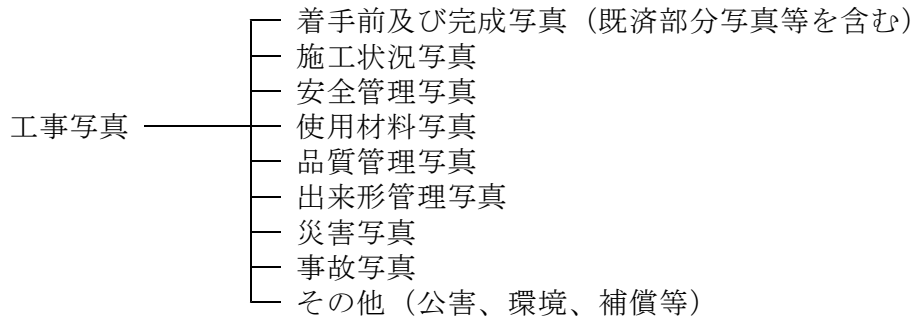 着手前及び完成写真（既済部分写真等を含む）
施工状況写真
安全管理写真
工事写真
使用材料写真
品質管理写真
出来形管理写真
災害写真
事故写真
その他（公害、環境、補償等）